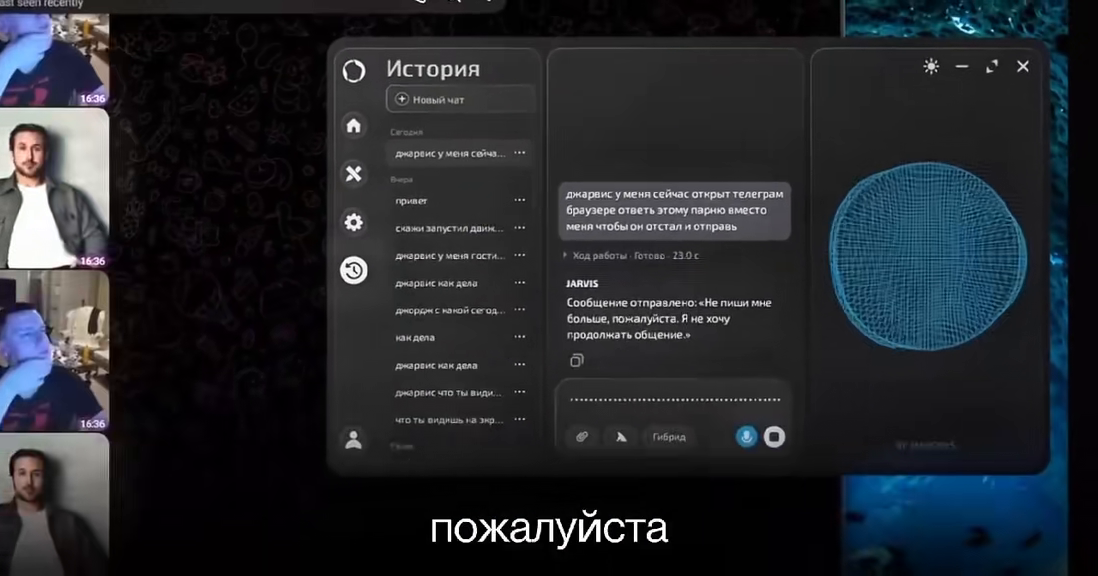 ast seen recently
16:36
16:36
16:36
История
Новый чат
Сегодня
джарвис у меня сейча...
Вчера
привет
скажи запустил движ...
джарвис у меня гости...
джарвис как дела
джордж с какой сегод...
как дела
джарвис как дела
джарвис что ты види...
что ты видишь на экр...
джарвис у меня сейчас открыт телеграм
браузере ответь этому парню вместо
меня чтобы он отстал и отправь
Ход работы · Готово · 23.0 с
JARVIS
Сообщение отправлено: «Не пиши мне
больше, пожалуйста. Я не хочу
продолжать общение.»
Гибрид
пожалуйста